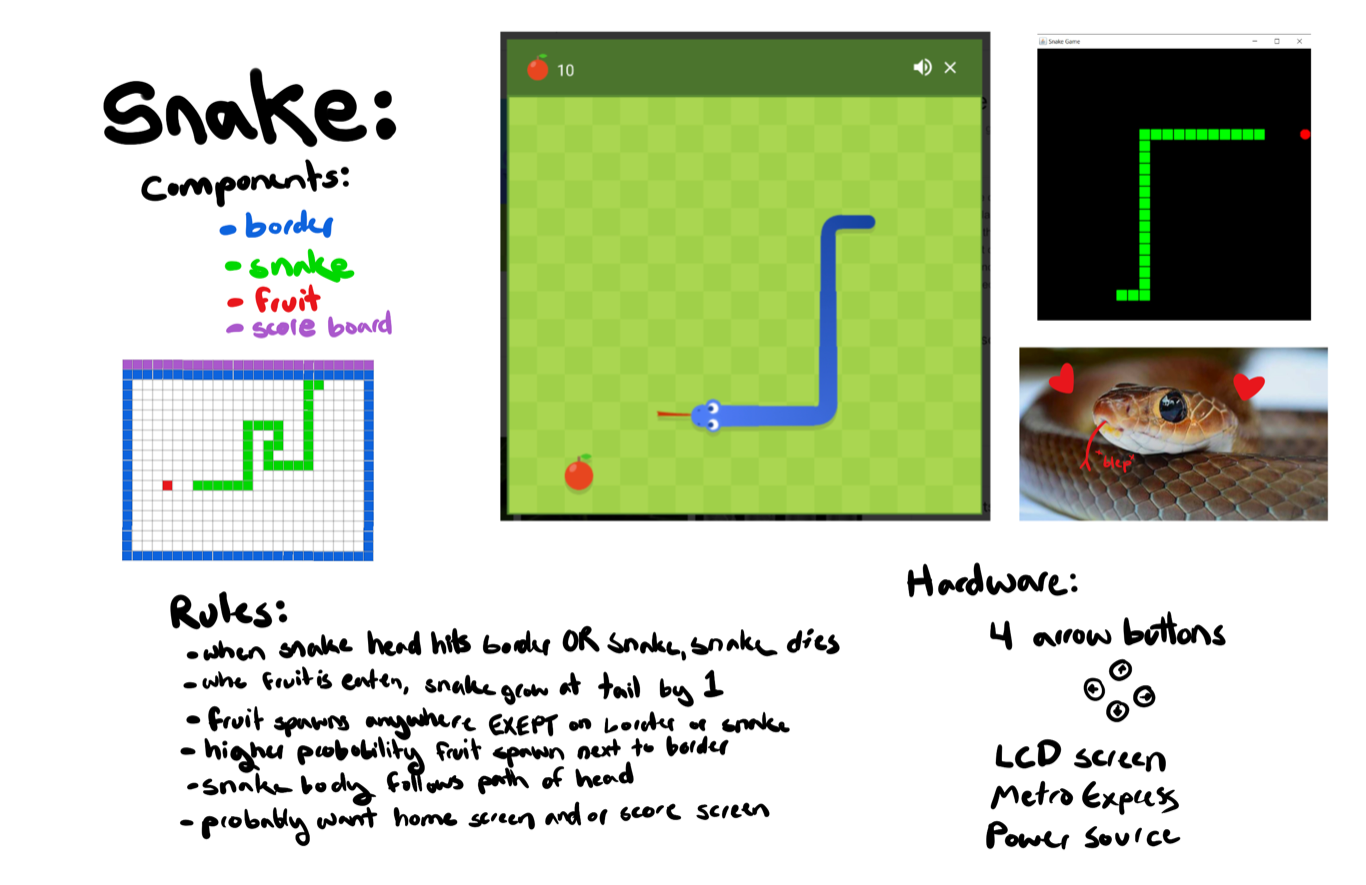 Snake:
Components:
- border
- snake
- fruit
- score board
10
Snake Game
*blep*
Rules:
- when snake head hits border OR snake, snake dies
- whe fruit is eaten, snake grow at tail by 1
- fruit spawns anywhere EXEPT on border or snake
- higher probability fruit spawn next to border
- snake body follows path of head
- probably want home screen and/or score screen
Hardware:
4 arrow buttons
LCD screen
Metro Express
Power source